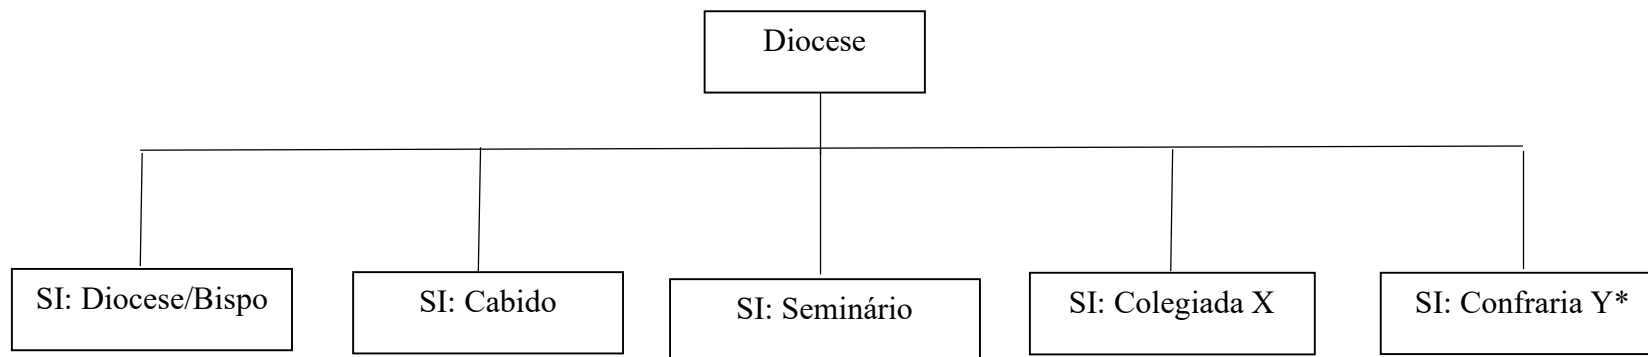 Diocese
SI: Diocese/Bispo
SI: Cabido
SI: Seminário
SI: Colegiada X
SI: Confraria Y*